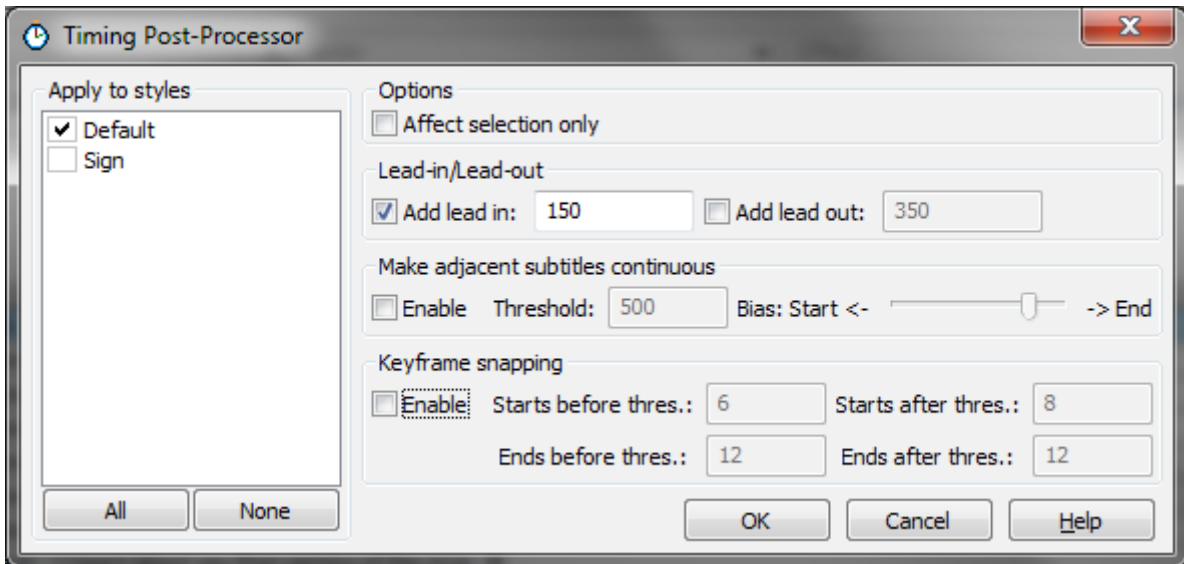 Timing Post-Processor
Apply to styles
Default
Sign
All None
Options
Affect selection only
Lead-in/Lead-out
Add lead in: 150 Add lead out: 350
Make adjacent subtitles continuous
Enable Threshold: 500 Bias: Start <- -> End
Keyframe snapping
Enable Starts before thres.: 6 Starts after thres.: 8
Ends before thres.: 12 Ends after thres.: 12
OK Cancel Help